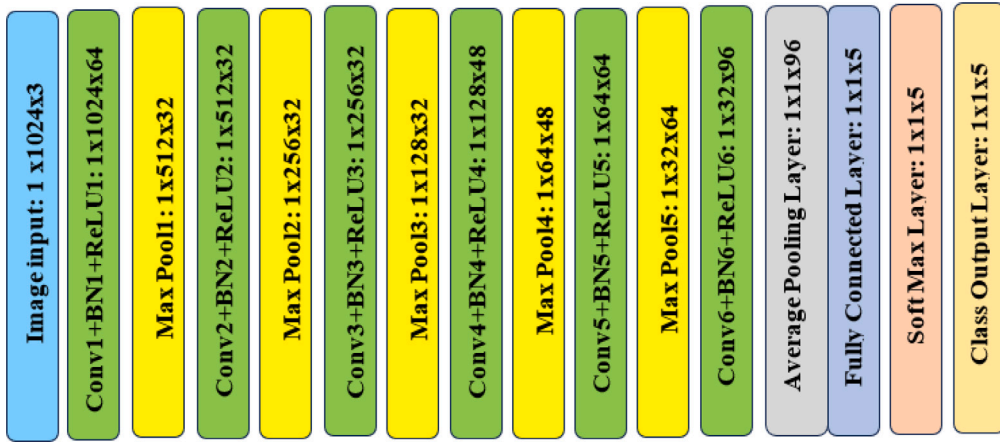 Image input: 1 x1024x3
Conv1+BN1+ReLU1: 1x1024x64
Max Pool1: 1x512x32
Conv2+BN2+ReLU2: 1x512x32
Max Pool2: 1x256x32
Conv3+BN3+ReLU3: 1x256x32
Max Pool3: 1x128x32
Conv4+BN4+ReLU4: 1x128x48
Max Pool4: 1x64x48
Conv5+BN5+ReLU5: 1x64x64
Max Pool5: 1x32x64
Conv6+BN6+ReLU6: 1x32x96
Average Pooling Layer: 1x1x96
Fully Connected Layer: 1x1x5
Soft Max Layer: 1x1x5
Class Output Layer: 1x1x5